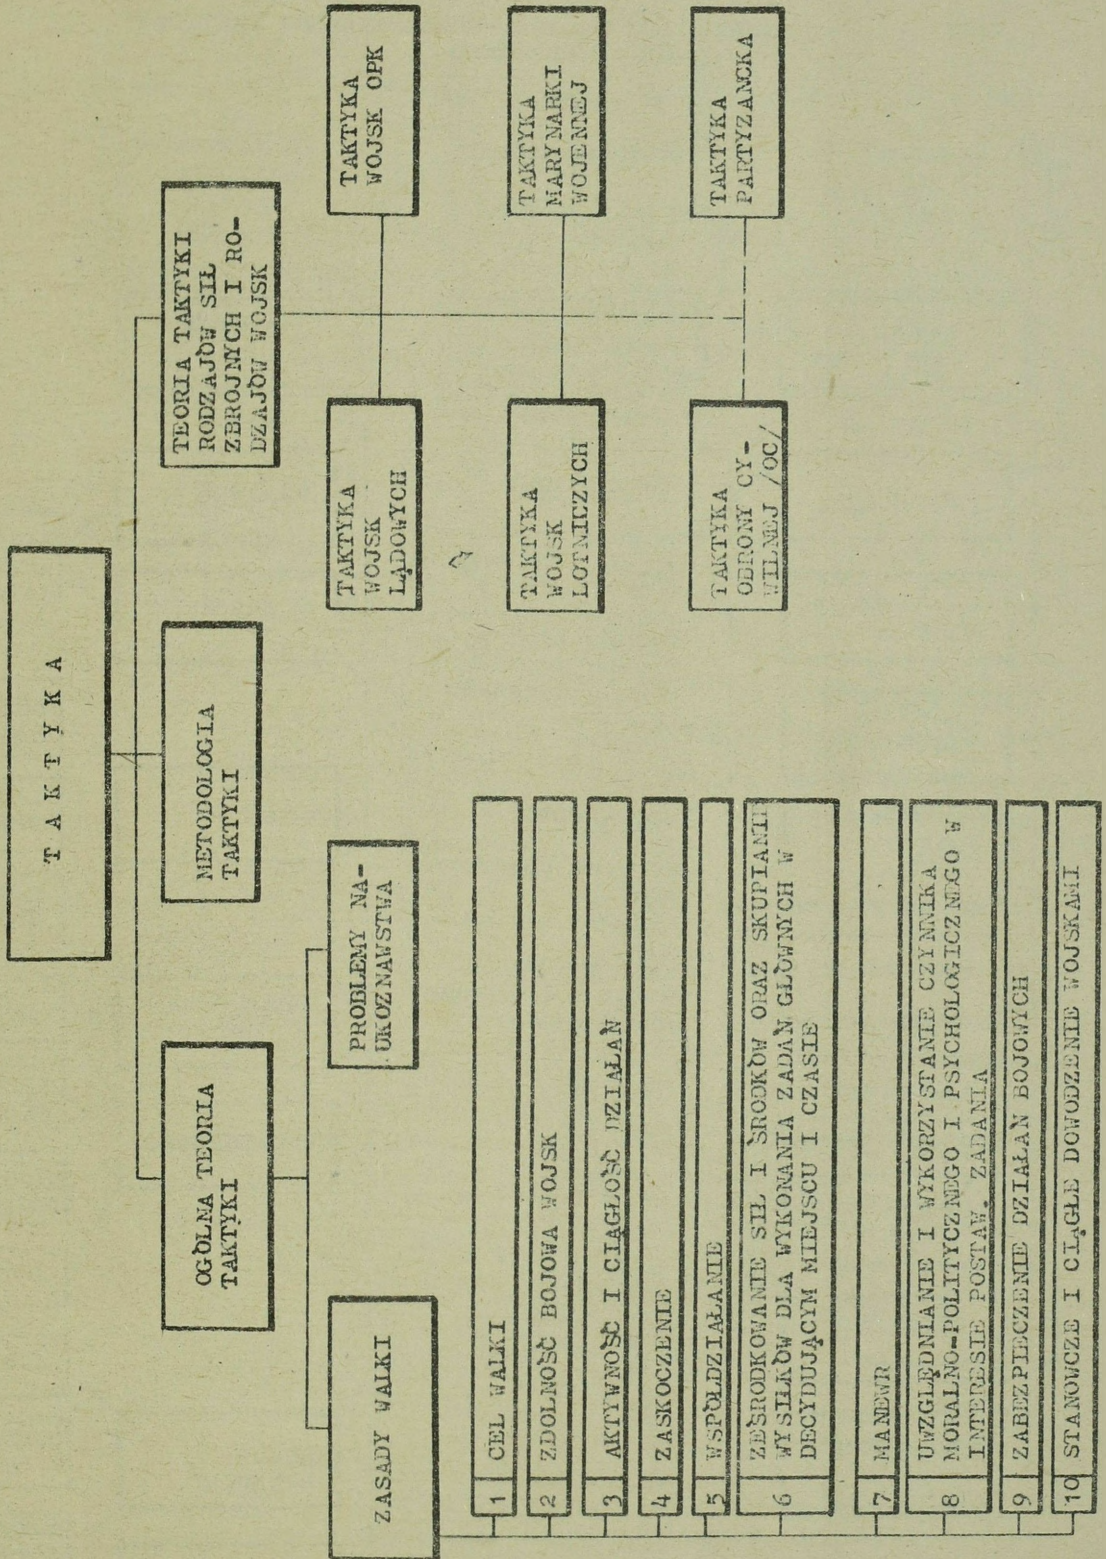 T A K T Y K A
OGÓLNA TEORIA
TAKTYKI
METODOLOGIA
TAKTYKI
TEORIA TAKTYKI
RODZAJÓW SIŁ
ZBROJNYCH I RO-
DZAJÓW WOJSK
ZASADY WALKI
PROBLEMY NA-
UKOZNAWSTWA
TAKTYKA
WOJSK
LĄDOWYCH
TAKTYKA
WOJSK OPK
TAKTYKA
WOJSK
LOTNICZYCH
TAKTYKA
MARYNARKI
WOJENNEJ
TAKTYKA
OBRONY CY-
WILNEJ /OC/
TAKTYKA
PARTYZANCKA
1 CEL WALKI
2 ZDOLNOŚĆ BOJOWA WOJSK
3 AKTYWNOŚĆ I CIĄGŁOŚĆ DZIAŁAŃ
4 ZASKOCZENIE
5 WSPÓŁDZIAŁANIE
6 ZEŚRODKOWANIE SIŁ I ŚRODKÓW ORAZ SKUPIANIE
WYSIŁKÓW DLA WYKONANIA ZADAŃ GŁÓWNYCH W
DECYDUJĄCYM MIEJSCU I CZASIE
7 MANEWR
8 UWZGLĘDNIANIE I WYKORZYSTANIE CZYNNIKA
MORALNO-POLITYCZNEGO I PSYCHOLOGICZNEGO W
INTERESIE POSTAW. ZADANIA
9 ZABEZPIECZENIE DZIAŁAŃ BOJOWYCH
10 STANOWCZE I CIĄGŁE DOWODZENIE WOJSKAMI